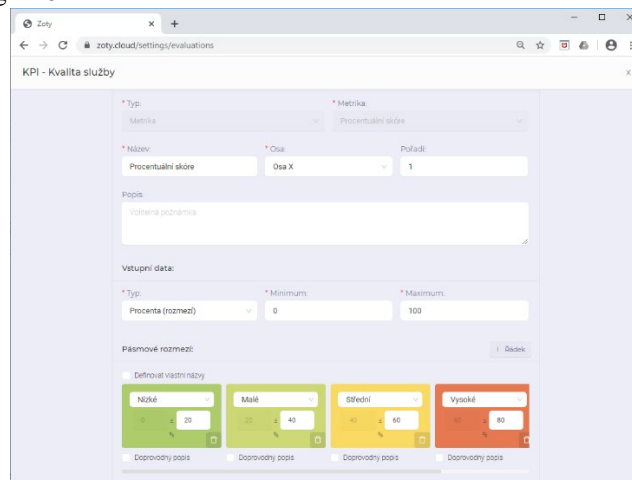 Zoty
zoty.cloud/settings/evaluations
KPI - Kvalita služby
* Typ: * Metrika:
Metrika Procentuální skóre
* Název: * Osa: Pořadí:
Procentuální skóre Osa X 1
Popis:
Volitelná poznámka
Vstupní data:
* Typ: * Minimum: * Maximum:
Procenta (rozmezí) 0 100
Pásmové rozmezí: + Řádek
Definovat vlastní názvy
Nízké Malé Střední Vysoké
0 ≤ 20 20 ≤ 40 40 ≤ 60 60 ≤ 80
% % % %
Doprovodný popis Doprovodný popis Doprovodný popis Doprovodný popis